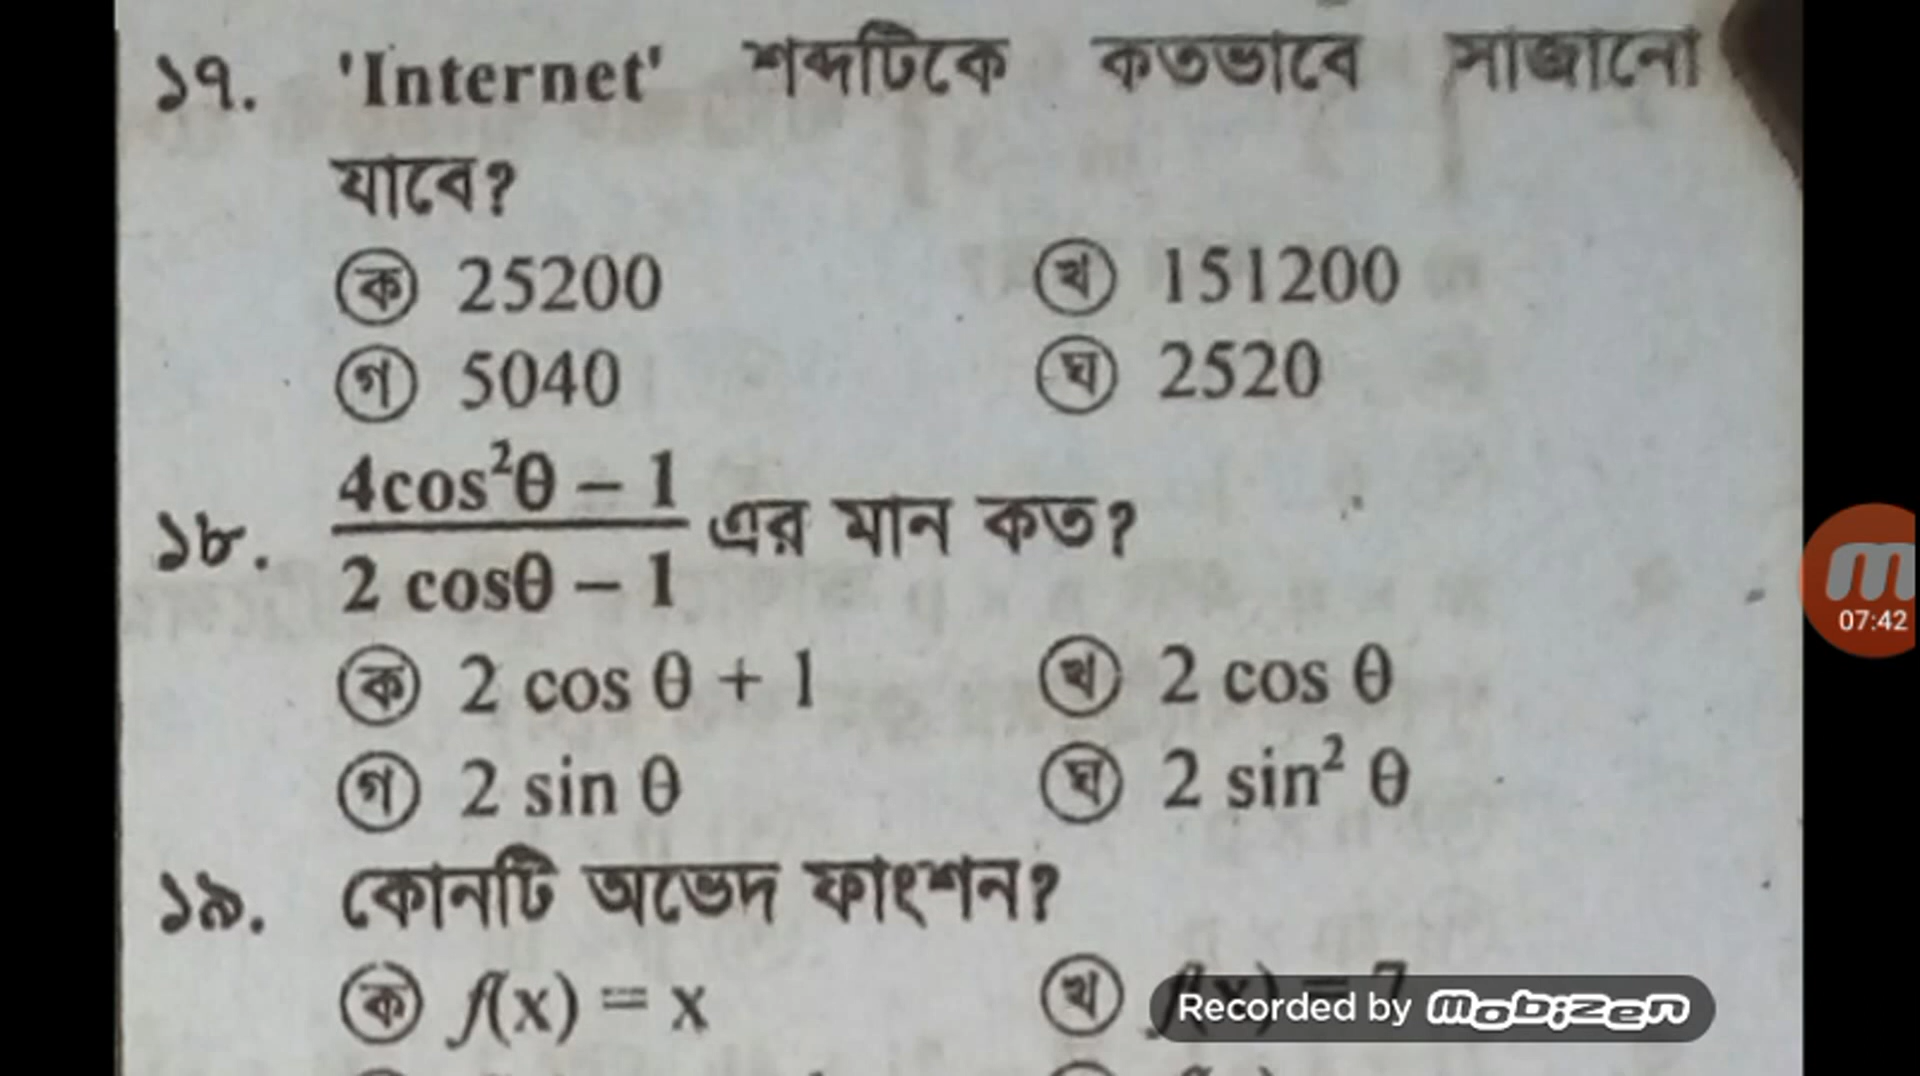 ১৭. 'Internet' শব্দটিকে কতভাবে সাজানো
যাবে?
ক 25200 খ 151200
গ 5040 ঘ 2520
১৮. 4cos²θ – 1 / 2 cosθ – 1 এর মান কত?
ক 2 cos θ + 1 খ 2 cos θ
গ 2 sin θ ঘ 2 sin² θ
১৯. কোনটি অভেদ ফাংশন?
ক f(x) = x খ
Recorded by mobizen
m
07:42